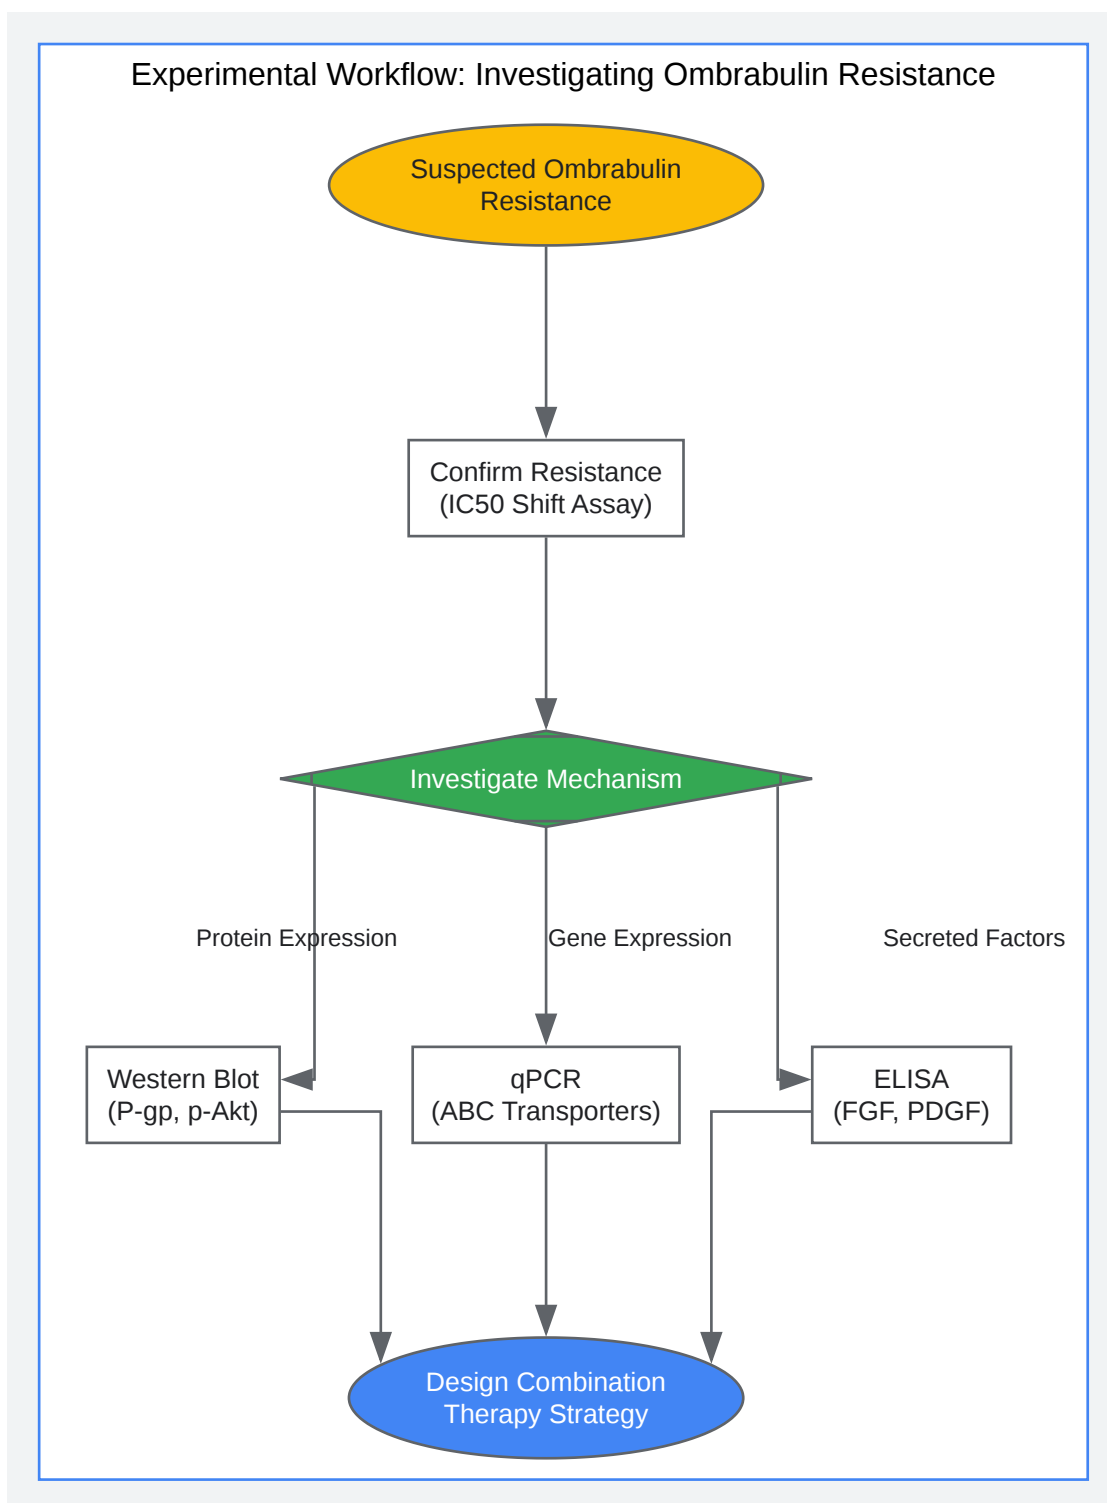 Experimental Workflow: Investigating Ombrabulin Resistance
Suspected Ombrabulin
Resistance
Confirm Resistance
(IC50 Shift Assay)
Investigate Mechanism
Protein Expression
Gene Expression
Secreted Factors
Western Blot
(P-gp, p-Akt)
qPCR
(ABC Transporters)
ELISA
(FGF, PDGF)
Design Combination
Therapy Strategy